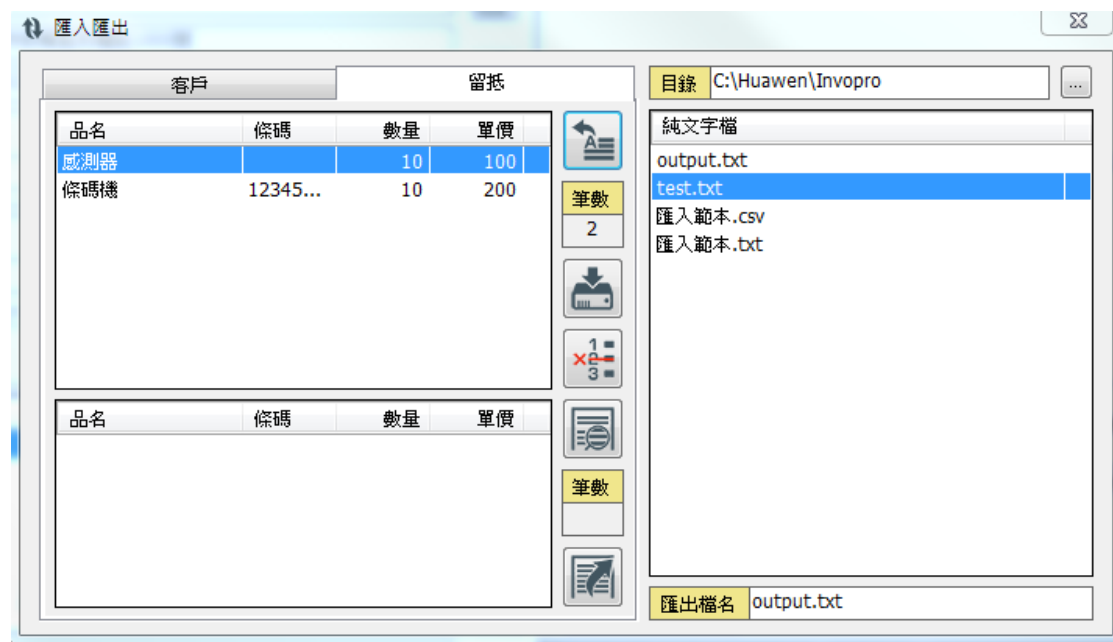 匯入匯出
客戶 留抵
目錄 C:\Huawen\Invopro ...
品名 條碼 數量 單價
感測器 10 100
條碼機 12345... 10 200
筆數
2
1
2
3
品名 條碼 數量 單價
筆數
純文字檔
output.txt
test.txt
匯入範本.csv
匯入範本.txt
匯出檔名 output.txt